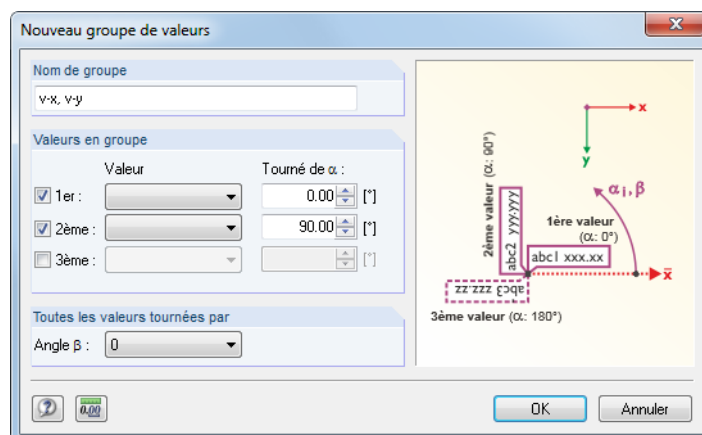 Nouveau groupe de valeurs
Nom de groupe
v-x, v-y
Valeurs en groupe
Valeur Tourné de α :
1er : 0.00 [°]
2ème : 90.00 [°]
3ème : [°]
Toutes les valeurs tournées par
Angle β : 0
x
y
αi, β
2ème valeur (α: 90°)
abc2 yyy.yyy
1ère valeur
(α: 0°)
abc1 xxx.xx
x̄
abc3 zzz.zz
3ème valeur (α: 180°)
0.00
OK Annuler